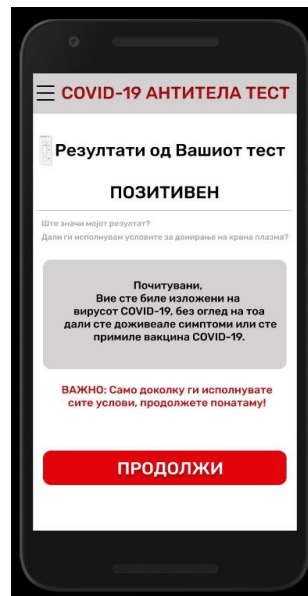 COVID-19 АНТИТЕЛА ТЕСТ
Резултати од Вашиот тест
ПОЗИТИВЕН
Што значи мојот резултат?
Дали ги исполнувам условите за донирање на крвна плазма?
Почитувани,
Вие сте биле изложени на
вирусот COVID-19, без оглед на тоа
дали сте доживеале симптоми или сте
примиле вакцина COVID-19.
ВАЖНО: Само доколку ги исполнувате
сите услови, продолжете понатаму!
ПРОДОЛЖИ